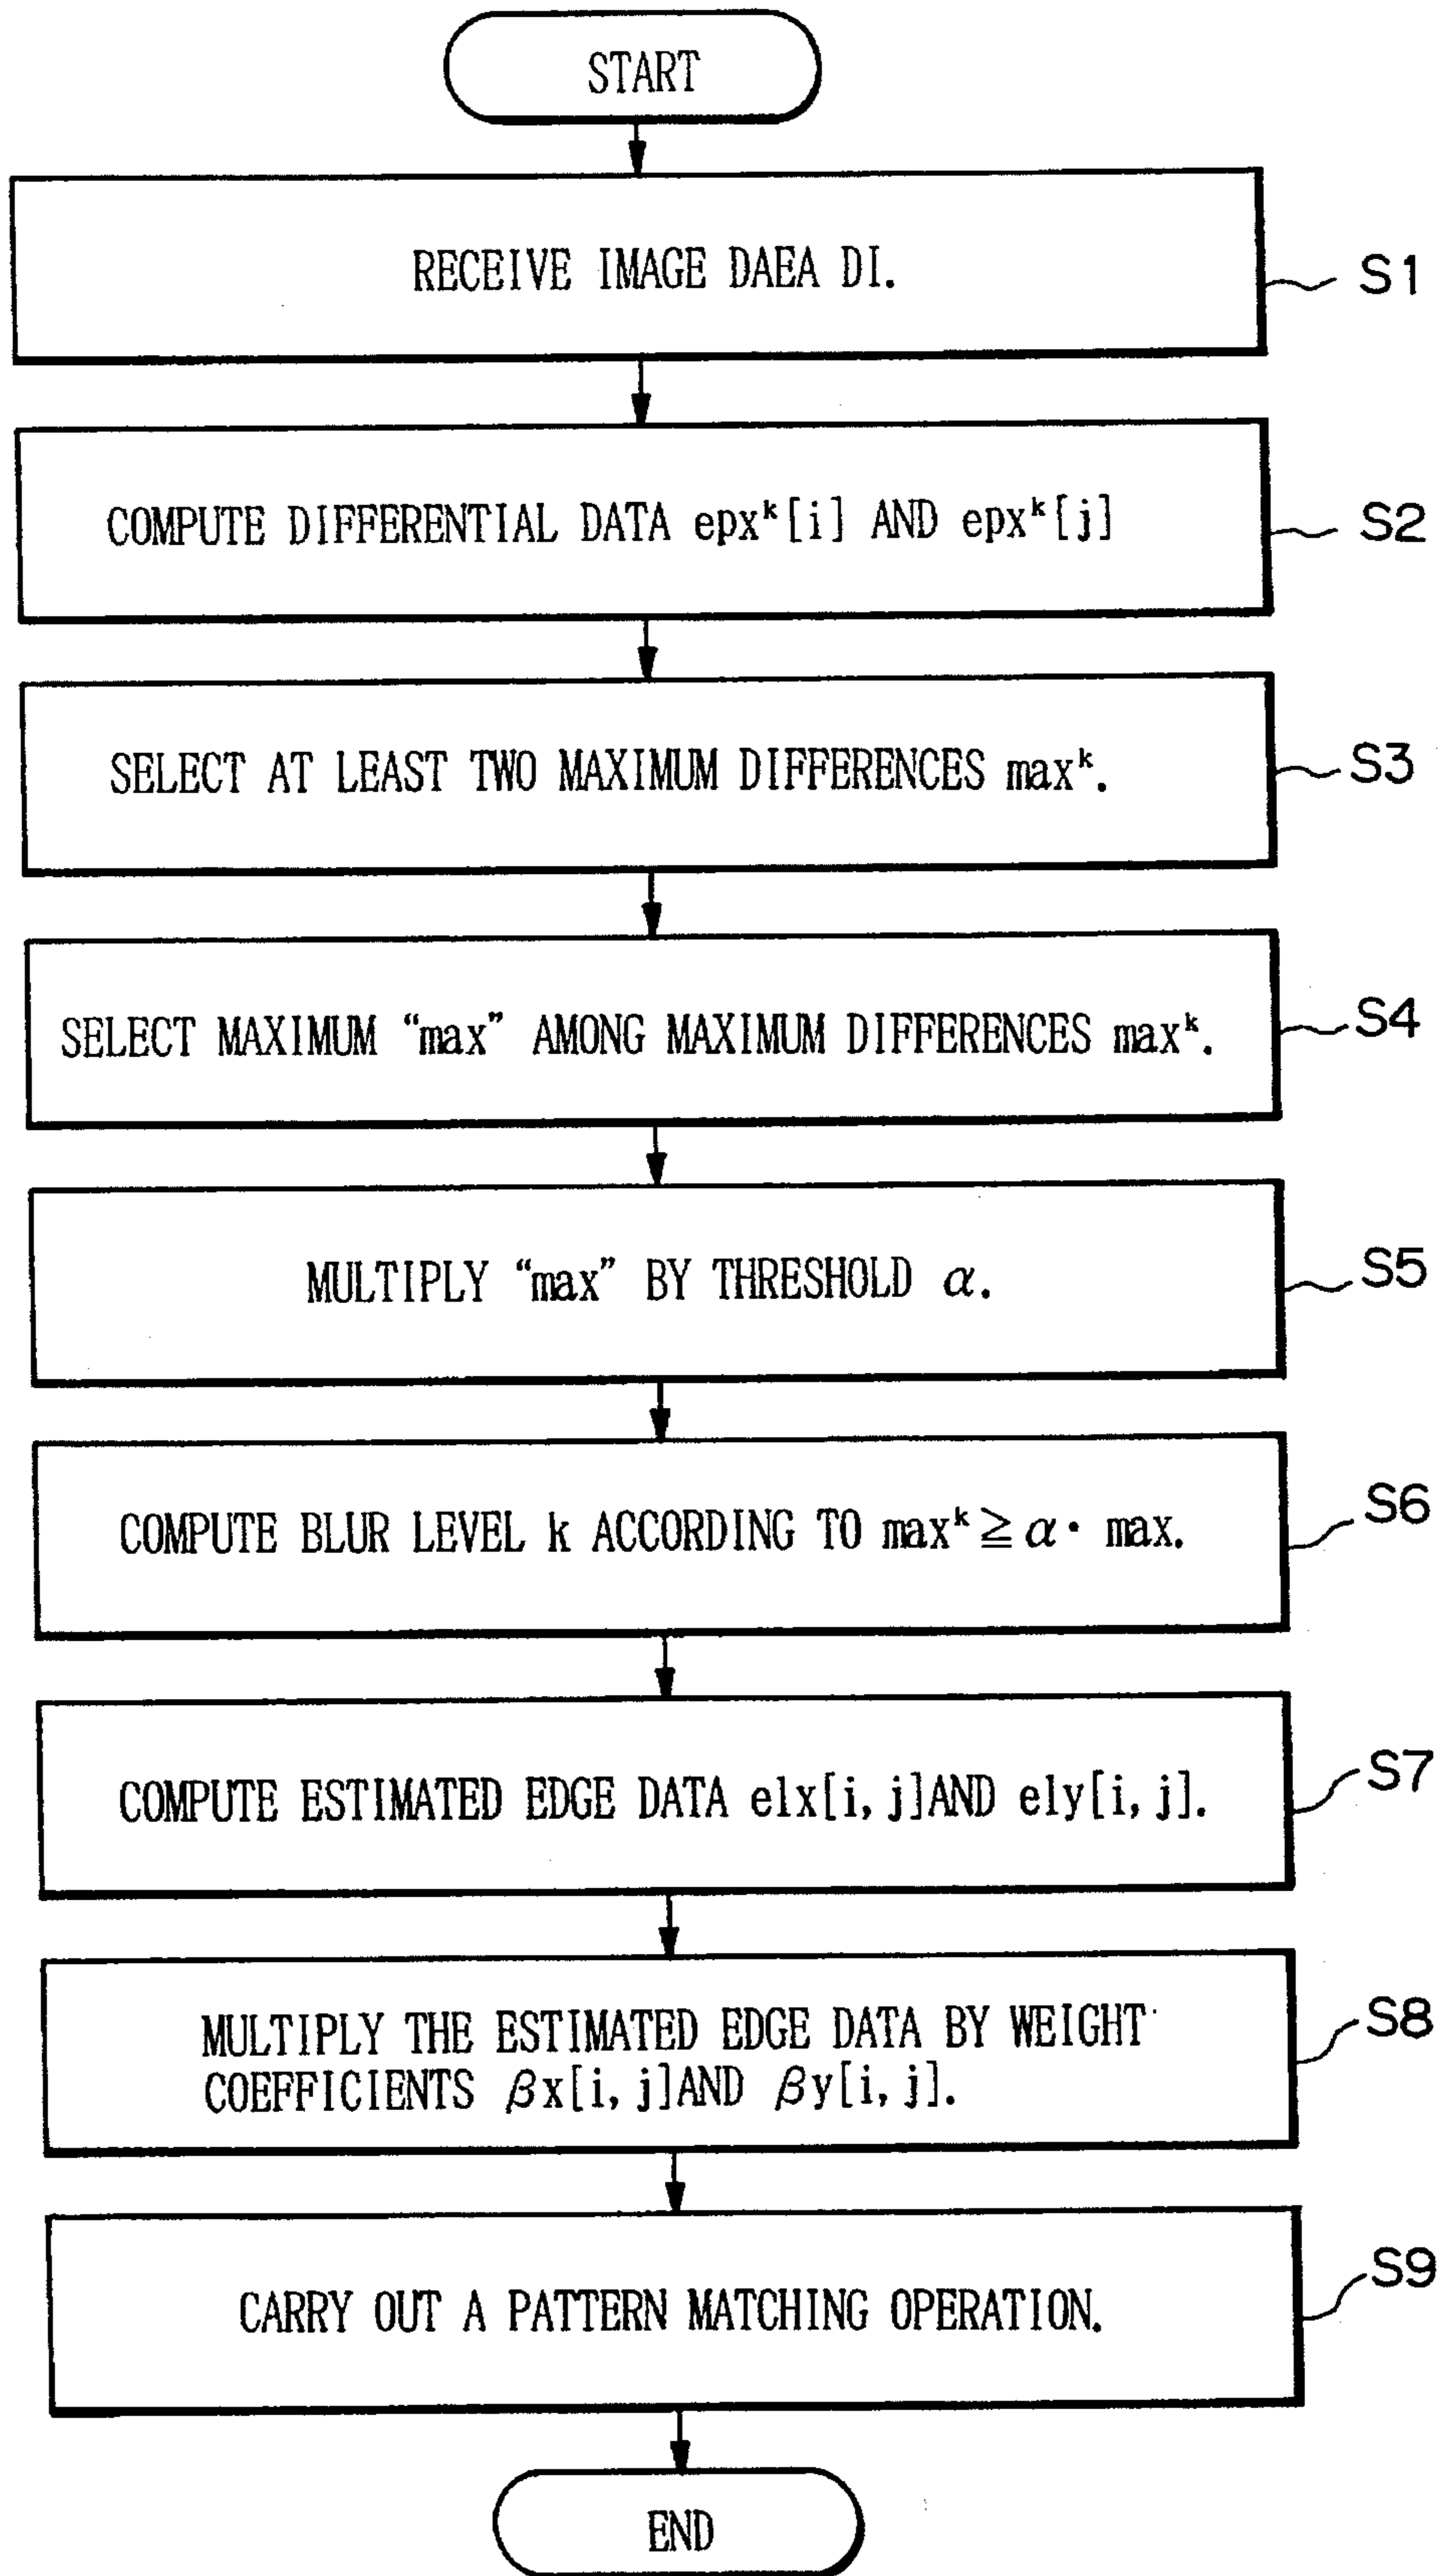 START
RECEIVE IMAGE DAEA DI.
S1
COMPUTE DIFFERENTIAL DATA epxᵏ[i] AND epxᵏ[j]
S2
SELECT AT LEAST TWO MAXIMUM DIFFERENCES maxᵏ.
S3
SELECT MAXIMUM “max” AMONG MAXIMUM DIFFERENCES maxᵏ.
S4
MULTIPLY “max” BY THRESHOLD α.
S5
COMPUTE BLUR LEVEL k ACCORDING TO maxᵏ ≧ α・ max.
S6
COMPUTE ESTIMATED EDGE DATA elx[i, j]AND ely[i, j].
S7
MULTIPLY THE ESTIMATED EDGE DATA BY WEIGHT
COEFFICIENTS βx[i, j]AND βy[i, j].
S8
CARRY OUT A PATTERN MATCHING OPERATION.
S9
END